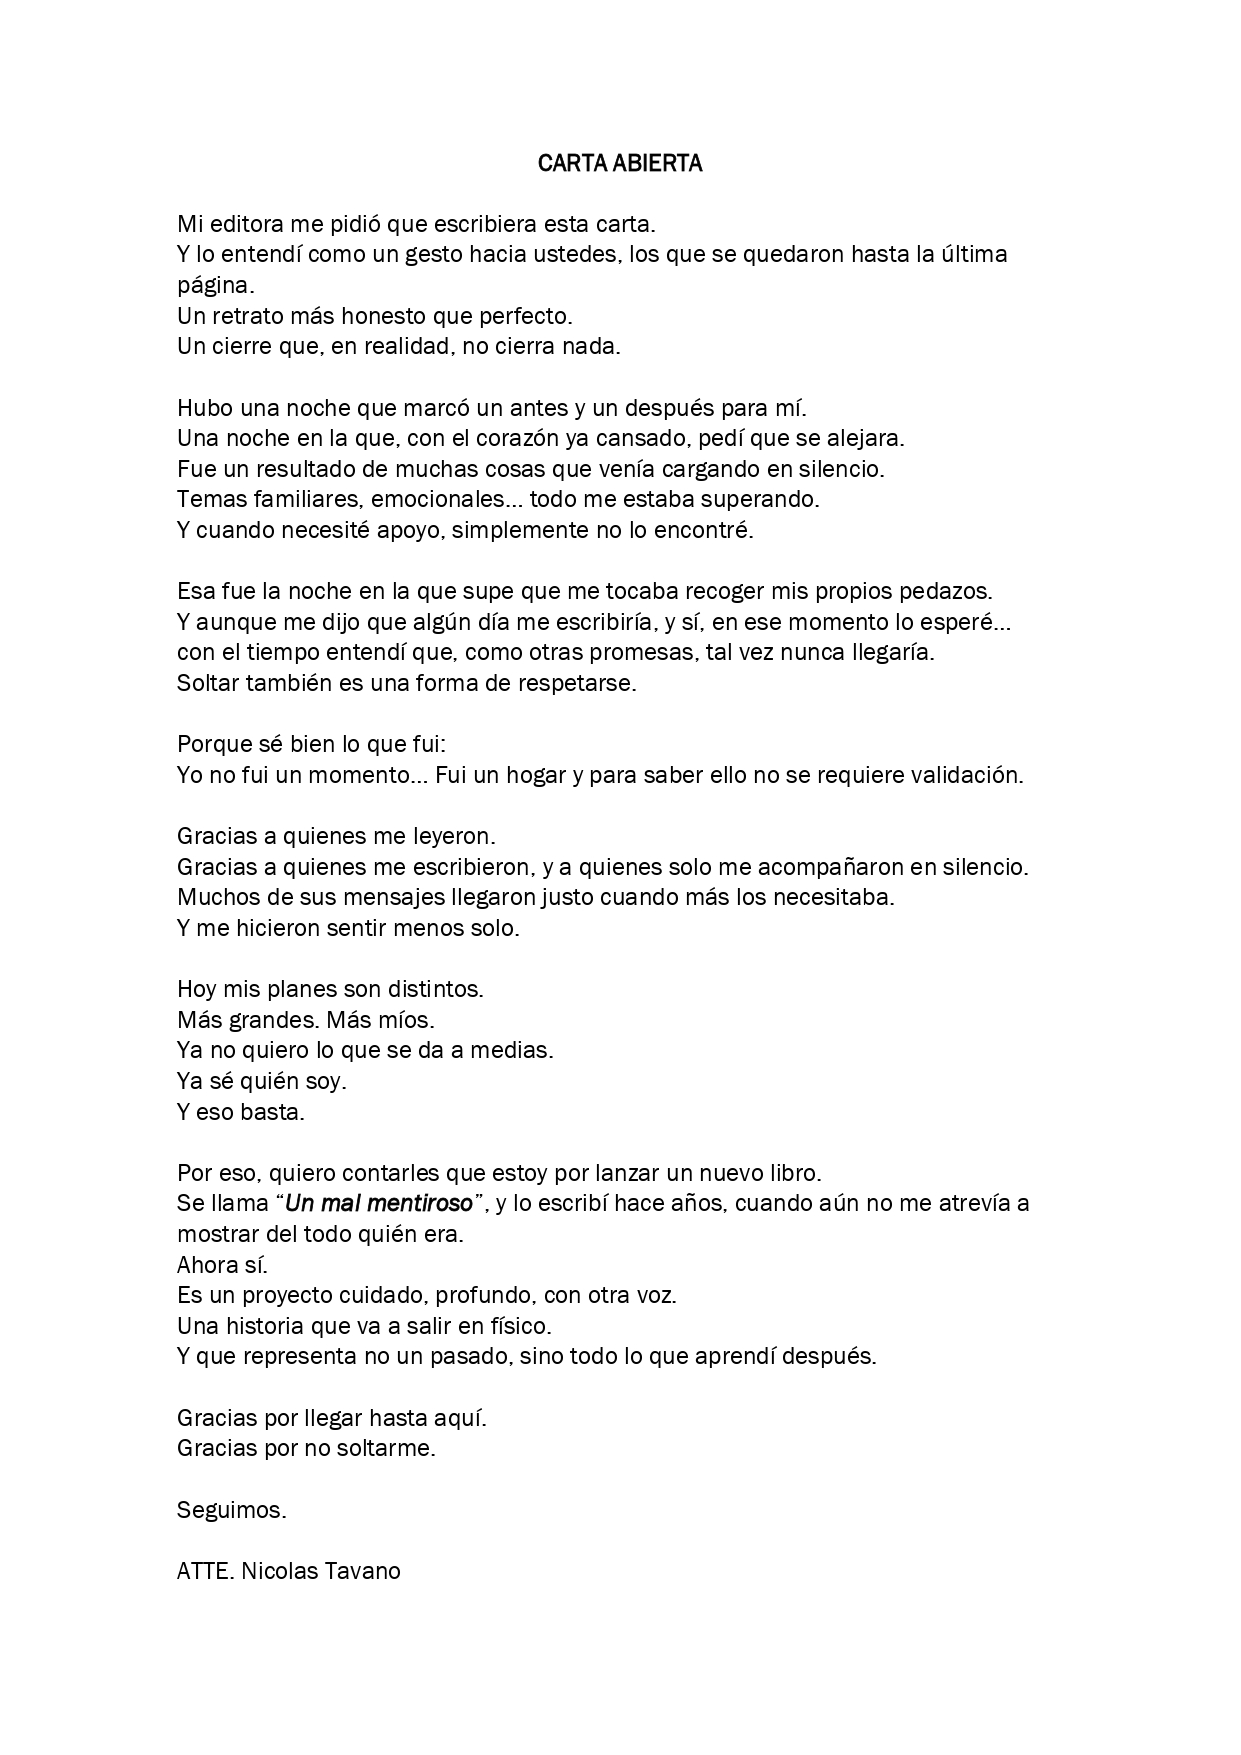 CARTA ABIERTA
Mi editora me pidió que escribiera esta carta.
Y lo entendí como un gesto hacia ustedes, los que se quedaron hasta la última
página.
Un retrato más honesto que perfecto.
Un cierre que, en realidad, no cierra nada.
Hubo una noche que marcó un antes y un después para mí.
Una noche en la que, con el corazón ya cansado, pedí que se alejara.
Fue un resultado de muchas cosas que venía cargando en silencio.
Temas familiares, emocionales... todo me estaba superando.
Y cuando necesité apoyo, simplemente no lo encontré.
Esa fue la noche en la que supe que me tocaba recoger mis propios pedazos.
Y aunque me dijo que algún día me escribiría, y sí, en ese momento lo esperé...
con el tiempo entendí que, como otras promesas, tal vez nunca llegaría.
Soltar también es una forma de respetarse.
Porque sé bien lo que fui:
Yo no fui un momento... Fui un hogar y para saber ello no se requiere validación.
Gracias a quienes me leyeron.
Gracias a quienes me escribieron, y a quienes solo me acompañaron en silencio.
Muchos de sus mensajes llegaron justo cuando más los necesitaba.
Y me hicieron sentir menos solo.
Hoy mis planes son distintos.
Más grandes. Más míos.
Ya no quiero lo que se da a medias.
Ya sé quién soy.
Y eso basta.
Por eso, quiero contarles que estoy por lanzar un nuevo libro.
Se llama “Un mal mentiroso”, y lo escribí hace años, cuando aún no me atrevía a
mostrar del todo quién era.
Ahora sí.
Es un proyecto cuidado, profundo, con otra voz.
Una historia que va a salir en físico.
Y que representa no un pasado, sino todo lo que aprendí después.
Gracias por llegar hasta aquí.
Gracias por no soltarme.
Seguimos.
ATTE. Nicolas Tavano